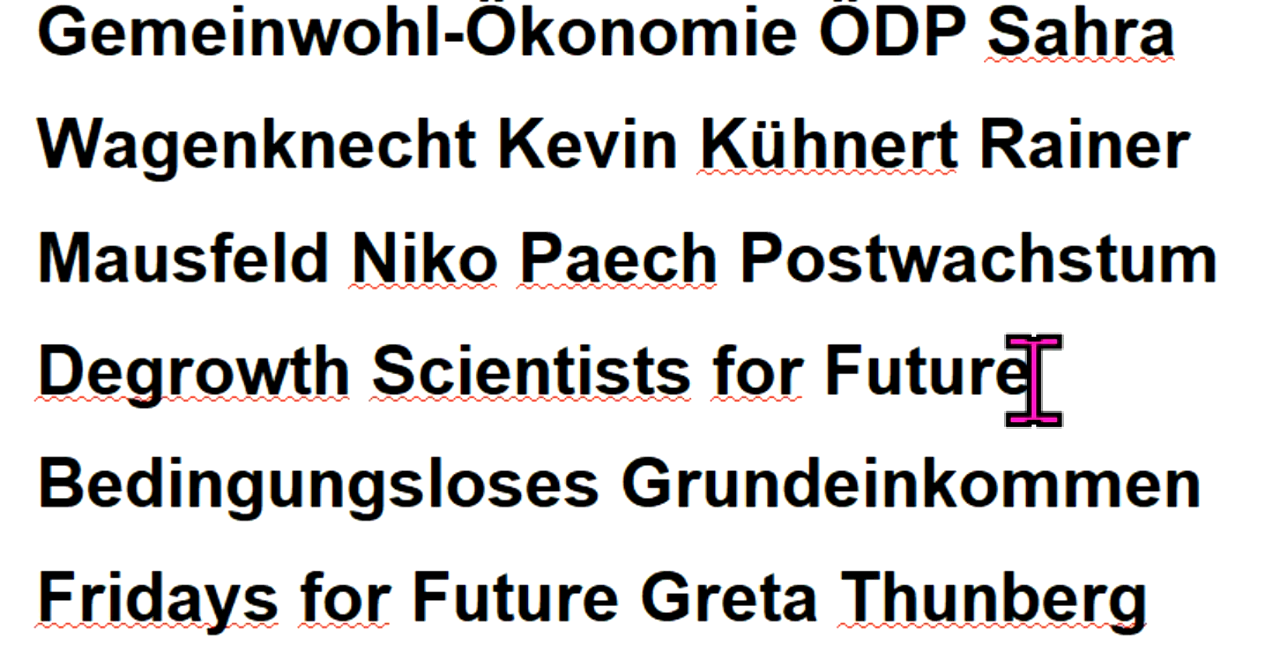 Gemeinwohl-Ökonomie ÖDP Sahra
Wagenknecht Kevin Kühnert Rainer
Mausfeld Niko Paech Postwachstum
Degrowth Scientists for Future
Bedingungsloses Grundeinkommen
Fridays for Future Greta Thunberg